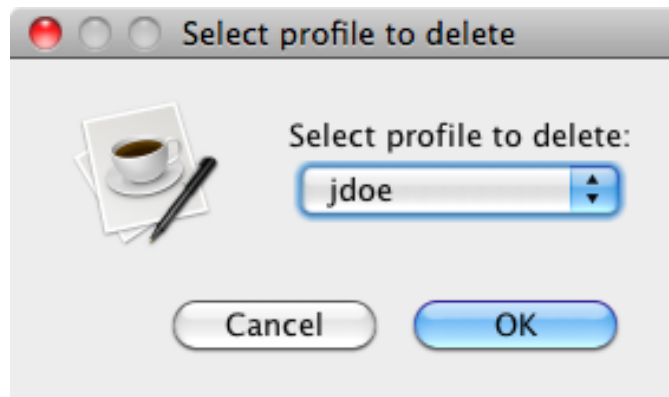 Select profile to delete
Select profile to delete:
jdoe
Cancel
OK